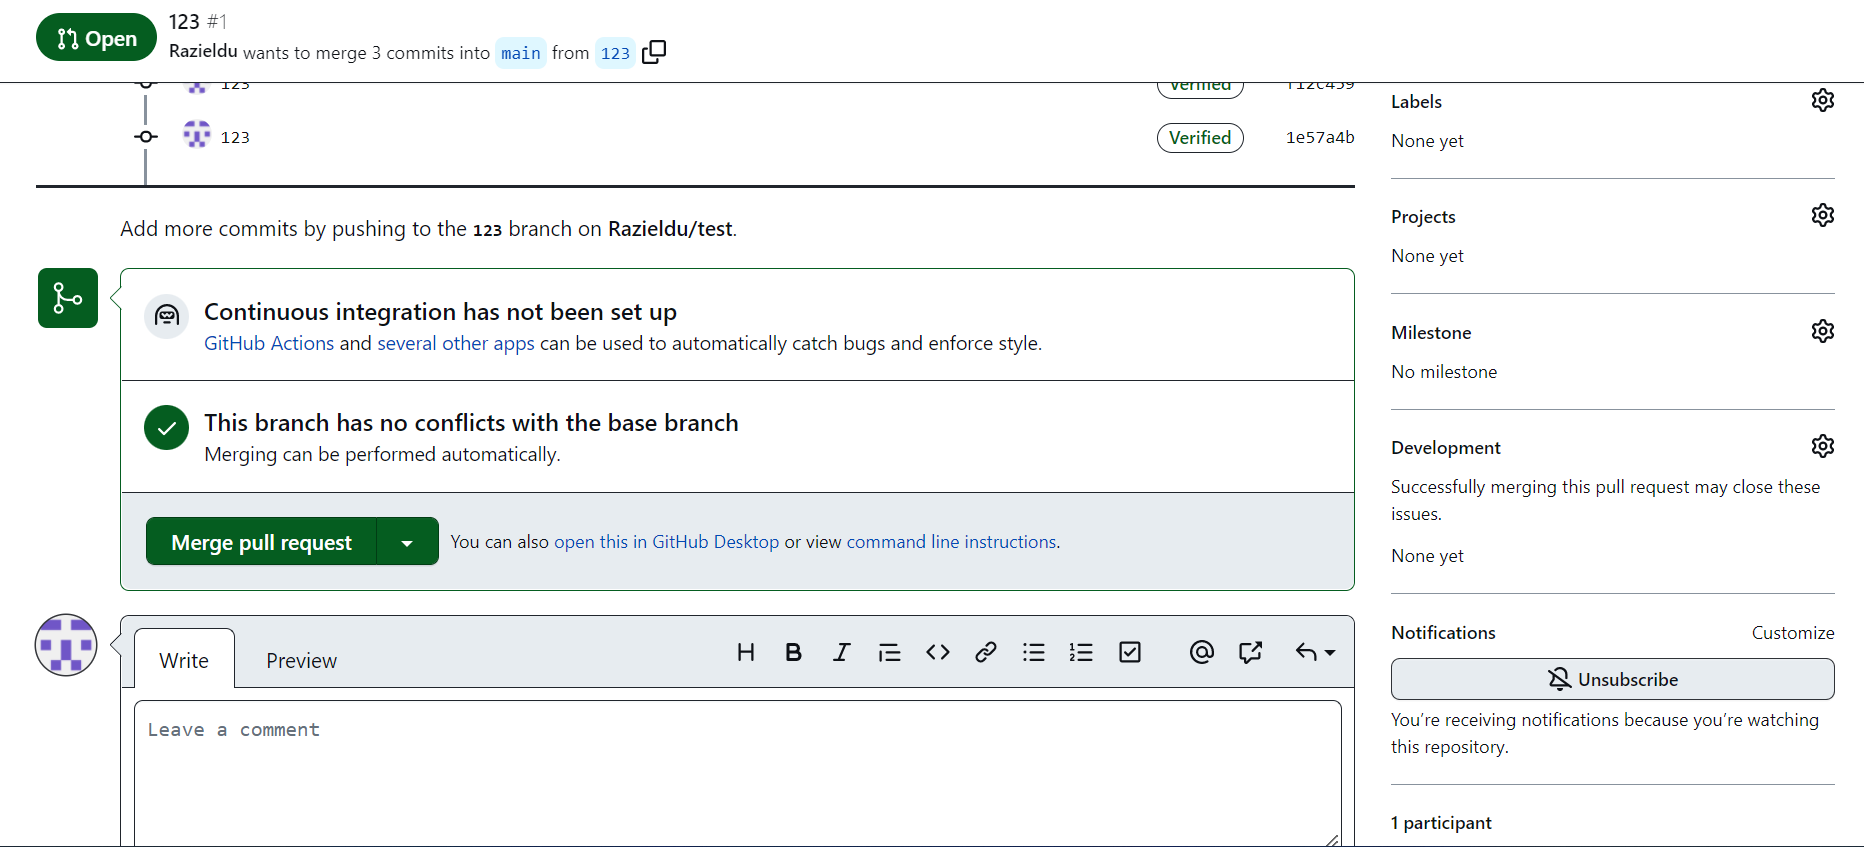 Open
123 #1
Razieldu wants to merge 3 commits into main from 123
123 Verified f12c459
123 Verified 1e57a4b
Add more commits by pushing to the 123 branch on Razieldu/test.
Continuous integration has not been set up
GitHub Actions and several other apps can be used to automatically catch bugs and enforce style.
This branch has no conflicts with the base branch
Merging can be performed automatically.
Merge pull request
You can also open this in GitHub Desktop or view command line instructions.
Write Preview
Leave a comment
Labels
None yet
Projects
None yet
Milestone
No milestone
Development
Successfully merging this pull request may close these
issues.
None yet
Notifications Customize
Unsubscribe
You’re receiving notifications because you’re watching
this repository.
1 participant